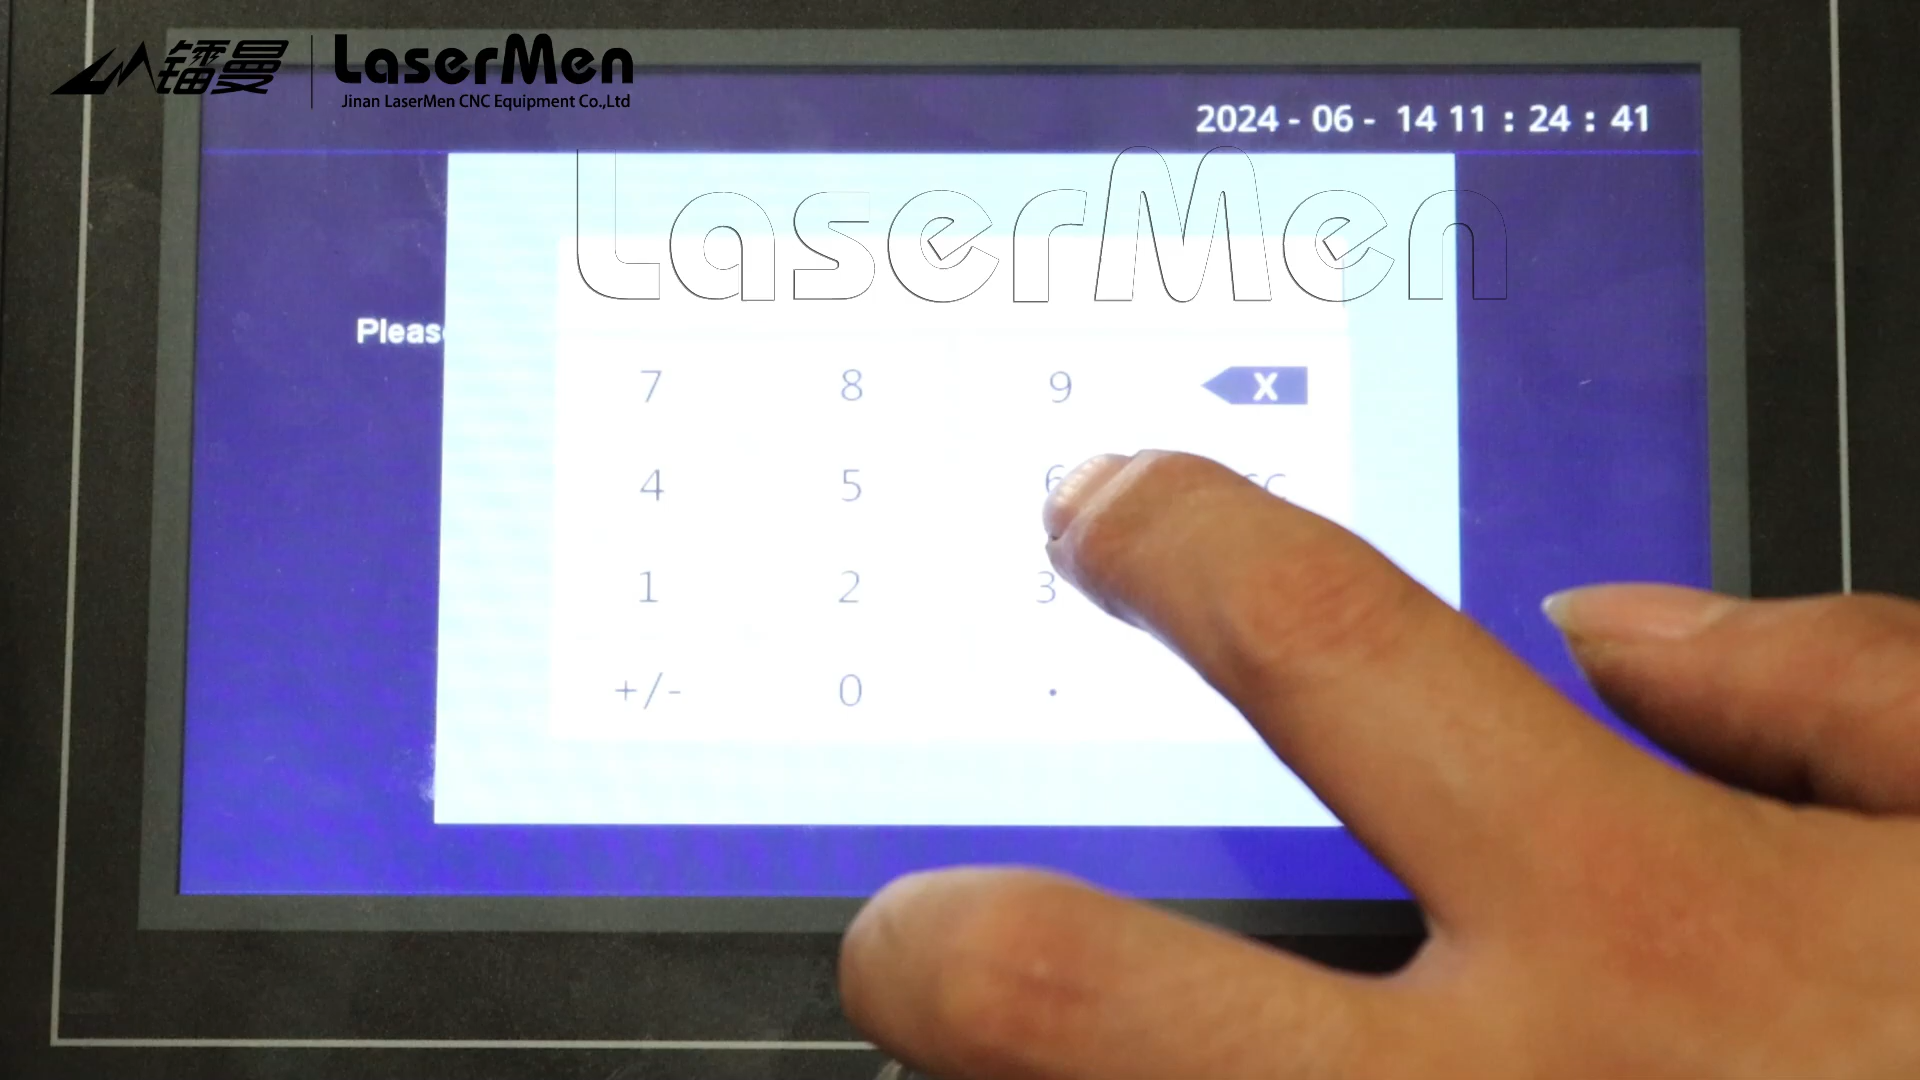 镭曼
LaserMen
Jinan LaserMen CNC Equipment Co.,Ltd
2024 - 06 - 14 11 : 24 : 41
LaserMen
7 8 9 X
4 5 6
1 2 3
+/- 0 .